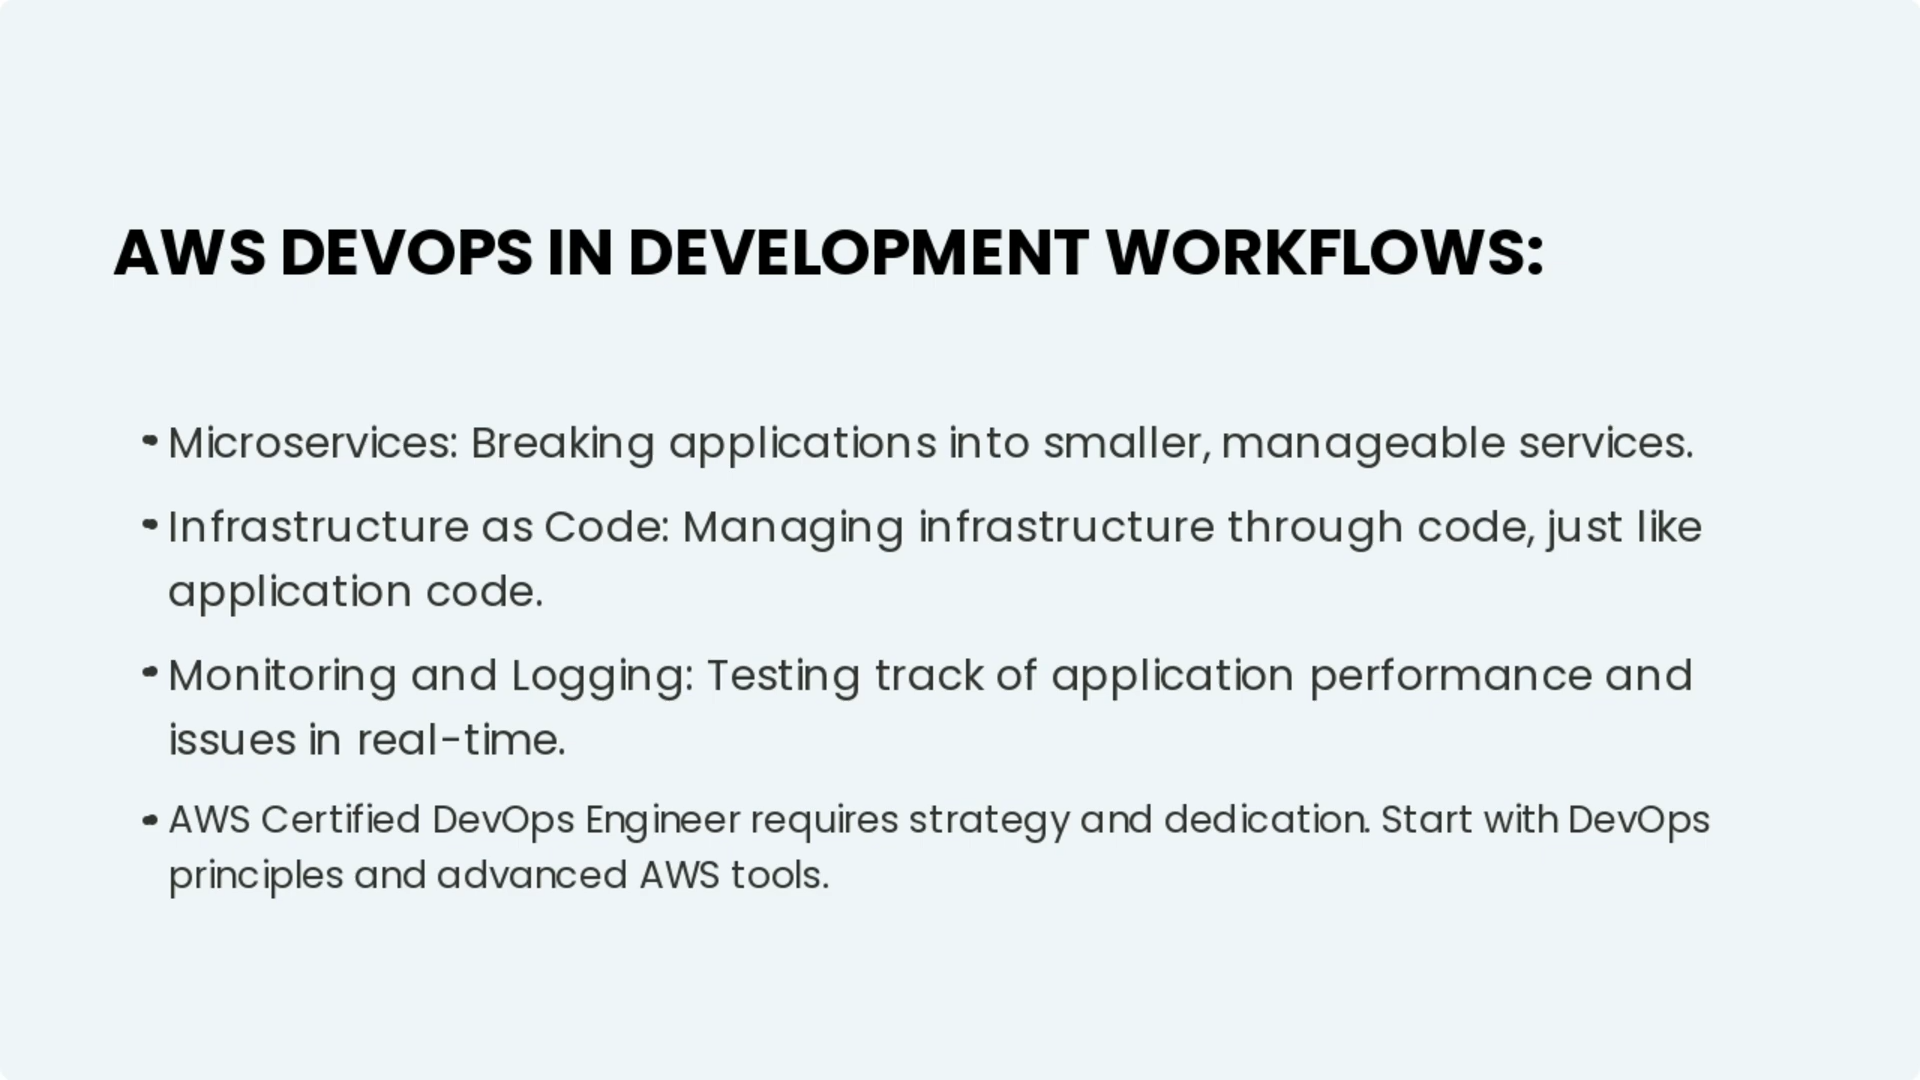 AWS DEVOPS IN DEVELOPMENT WORKFLOWS:
• Microservices: Breaking applications into smaller, manageable services.
• Infrastructure as Code: Managing infrastructure through code, just like
application code.
• Monitoring and Logging: Testing track of application performance and
issues in real-time.
• AWS Certified DevOps Engineer requires strategy and dedication. Start with DevOps
principles and advanced AWS tools.